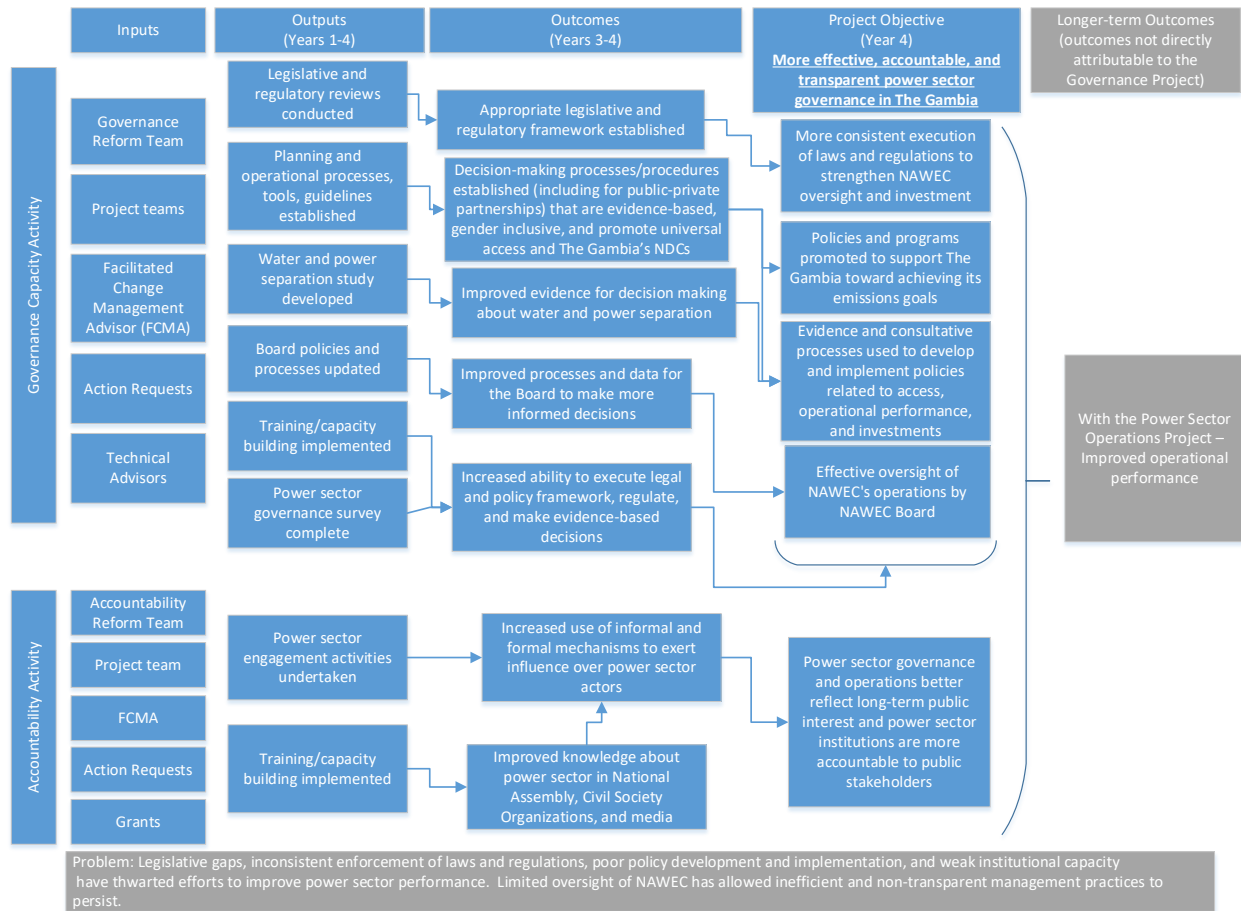 Inputs
Outputs
(Years 1-4)
Outcomes
(Years 3-4)
Project Objective
(Year 4)
More effective, accountable, and
transparent power sector
governance in The Gambia
Longer-term Outcomes
(outcomes not directly
attributable to the
Governance Project)
Governance Capacity Activity
Governance
Reform Team
Project teams
Facilitated
Change
Management
Advisor (FCMA)
Action Requests
Technical
Advisors
Legislative and
regulatory reviews
conducted
Planning and
operational processes,
tools, guidelines
established
Water and power
separation study
developed
Board policies and
processes updated
Training/capacity
building implemented
Power sector
governance survey
complete
Appropriate legislative and
regulatory framework established
Decision-making processes/procedures
established (including for public-private
partnerships) that are evidence-based,
gender inclusive, and promote universal
access and The Gambia's NDCs
Improved evidence for decision making
about water and power separation
Improved processes and data for
the Board to make more
informed decisions
Increased ability to execute legal
and policy framework, regulate,
and make evidence-based
decisions
More consistent execution
of laws and regulations to
strengthen NAWEC
oversight and investment
Policies and programs
promoted to support The
Gambia toward achieving its
emissions goals
Evidence and consultative
processes used to develop
and implement policies
related to access,
operational performance,
and investments
Effective oversight of
NAWEC's operations by
NAWEC Board
With the Power Sector
Operations Project –
Improved operational
performance
Accountability Activity
Accountability
Reform Team
Project team
FCMA
Action Requests
Grants
Power sector
engagement activities
undertaken
Training/capacity
building implemented
Increased use of informal and
formal mechanisms to exert
influence over power sector
actors
Improved knowledge about
power sector in National
Assembly, Civil Society
Organizations, and media
Power sector governance
and operations better
reflect long-term public
interest and power sector
institutions are more
accountable to public
stakeholders
Problem: Legislative gaps, inconsistent enforcement of laws and regulations, poor policy development and implementation, and weak institutional capacity
have thwarted efforts to improve power sector performance. Limited oversight of NAWEC has allowed inefficient and non-transparent management practices to
persist.